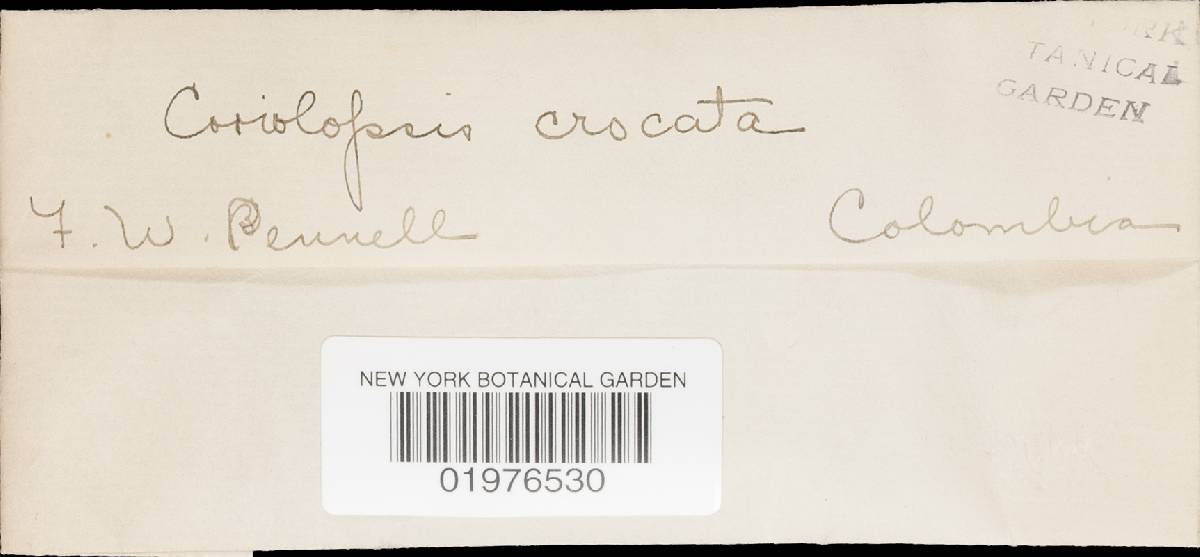 TANICAL
GARDEN
Coriolopsis crocata
F. W. Pennell
Colombia
NEW YORK BOTANICAL GARDEN
01976530